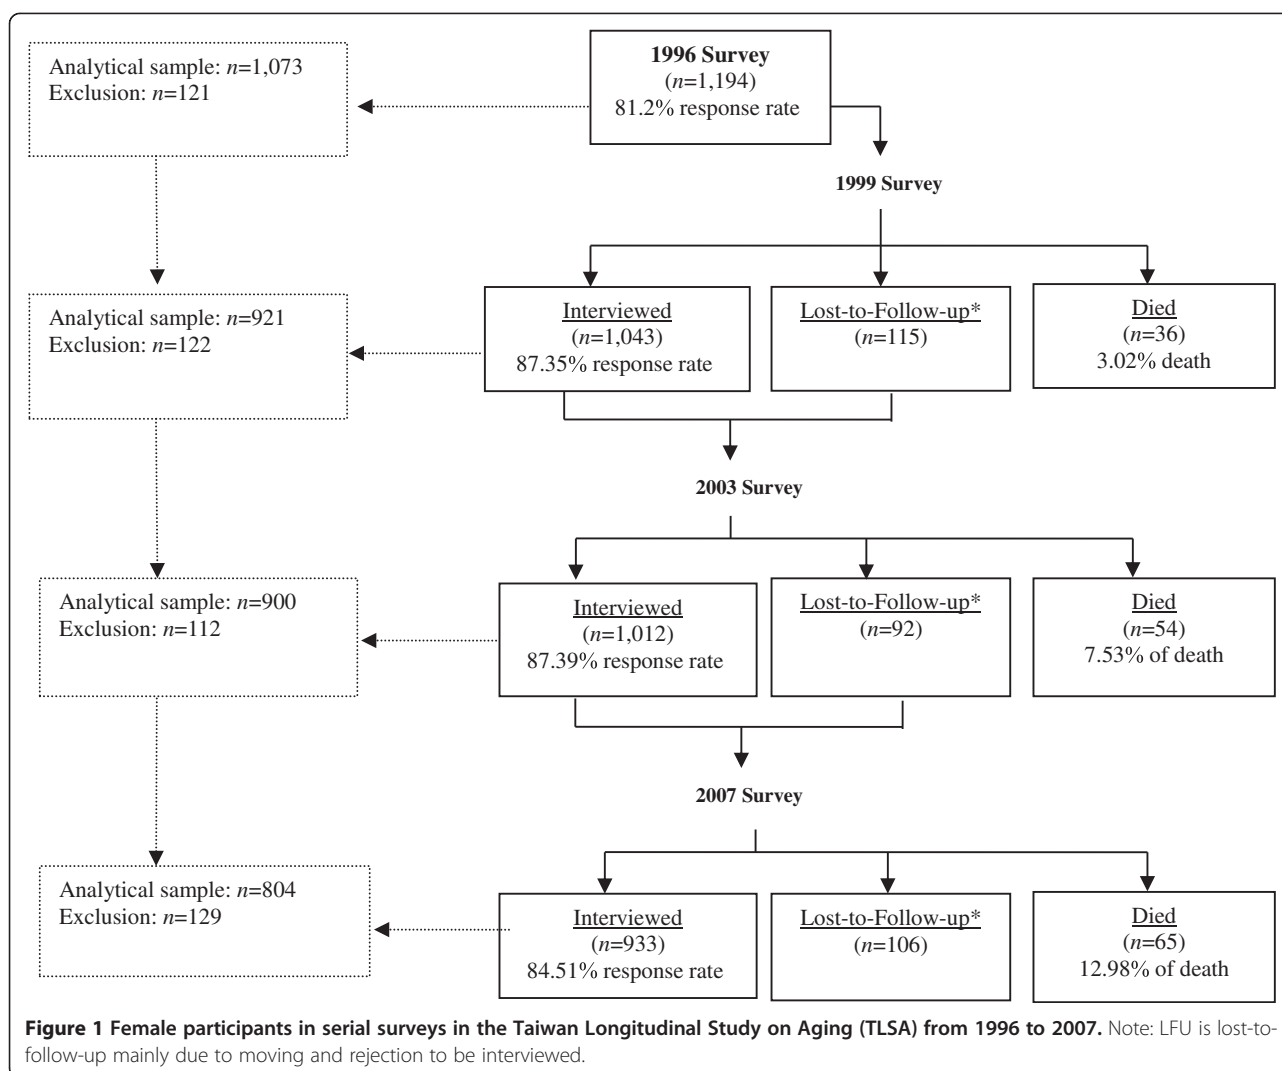 Analytical sample: n=1,073
Exclusion: n=121
1996 Survey
(n=1,194)
81.2% response rate
1999 Survey
Analytical sample: n=921
Exclusion: n=122
Interviewed
(n=1,043)
87.35% response rate
Lost-to-Follow-up*
(n=115)
Died
(n=36)
3.02% death
2003 Survey
Analytical sample: n=900
Exclusion: n=112
Interviewed
(n=1,012)
87.39% response rate
Lost-to-Follow-up*
(n=92)
Died
(n=54)
7.53% of death
2007 Survey
Analytical sample: n=804
Exclusion: n=129
Interviewed
(n=933)
84.51% response rate
Lost-to-Follow-up*
(n=106)
Died
(n=65)
12.98% of death
Figure 1 Female participants in serial surveys in the Taiwan Longitudinal Study on Aging (TLSA) from 1996 to 2007. Note: LFU is lost-to-
follow-up mainly due to moving and rejection to be interviewed.